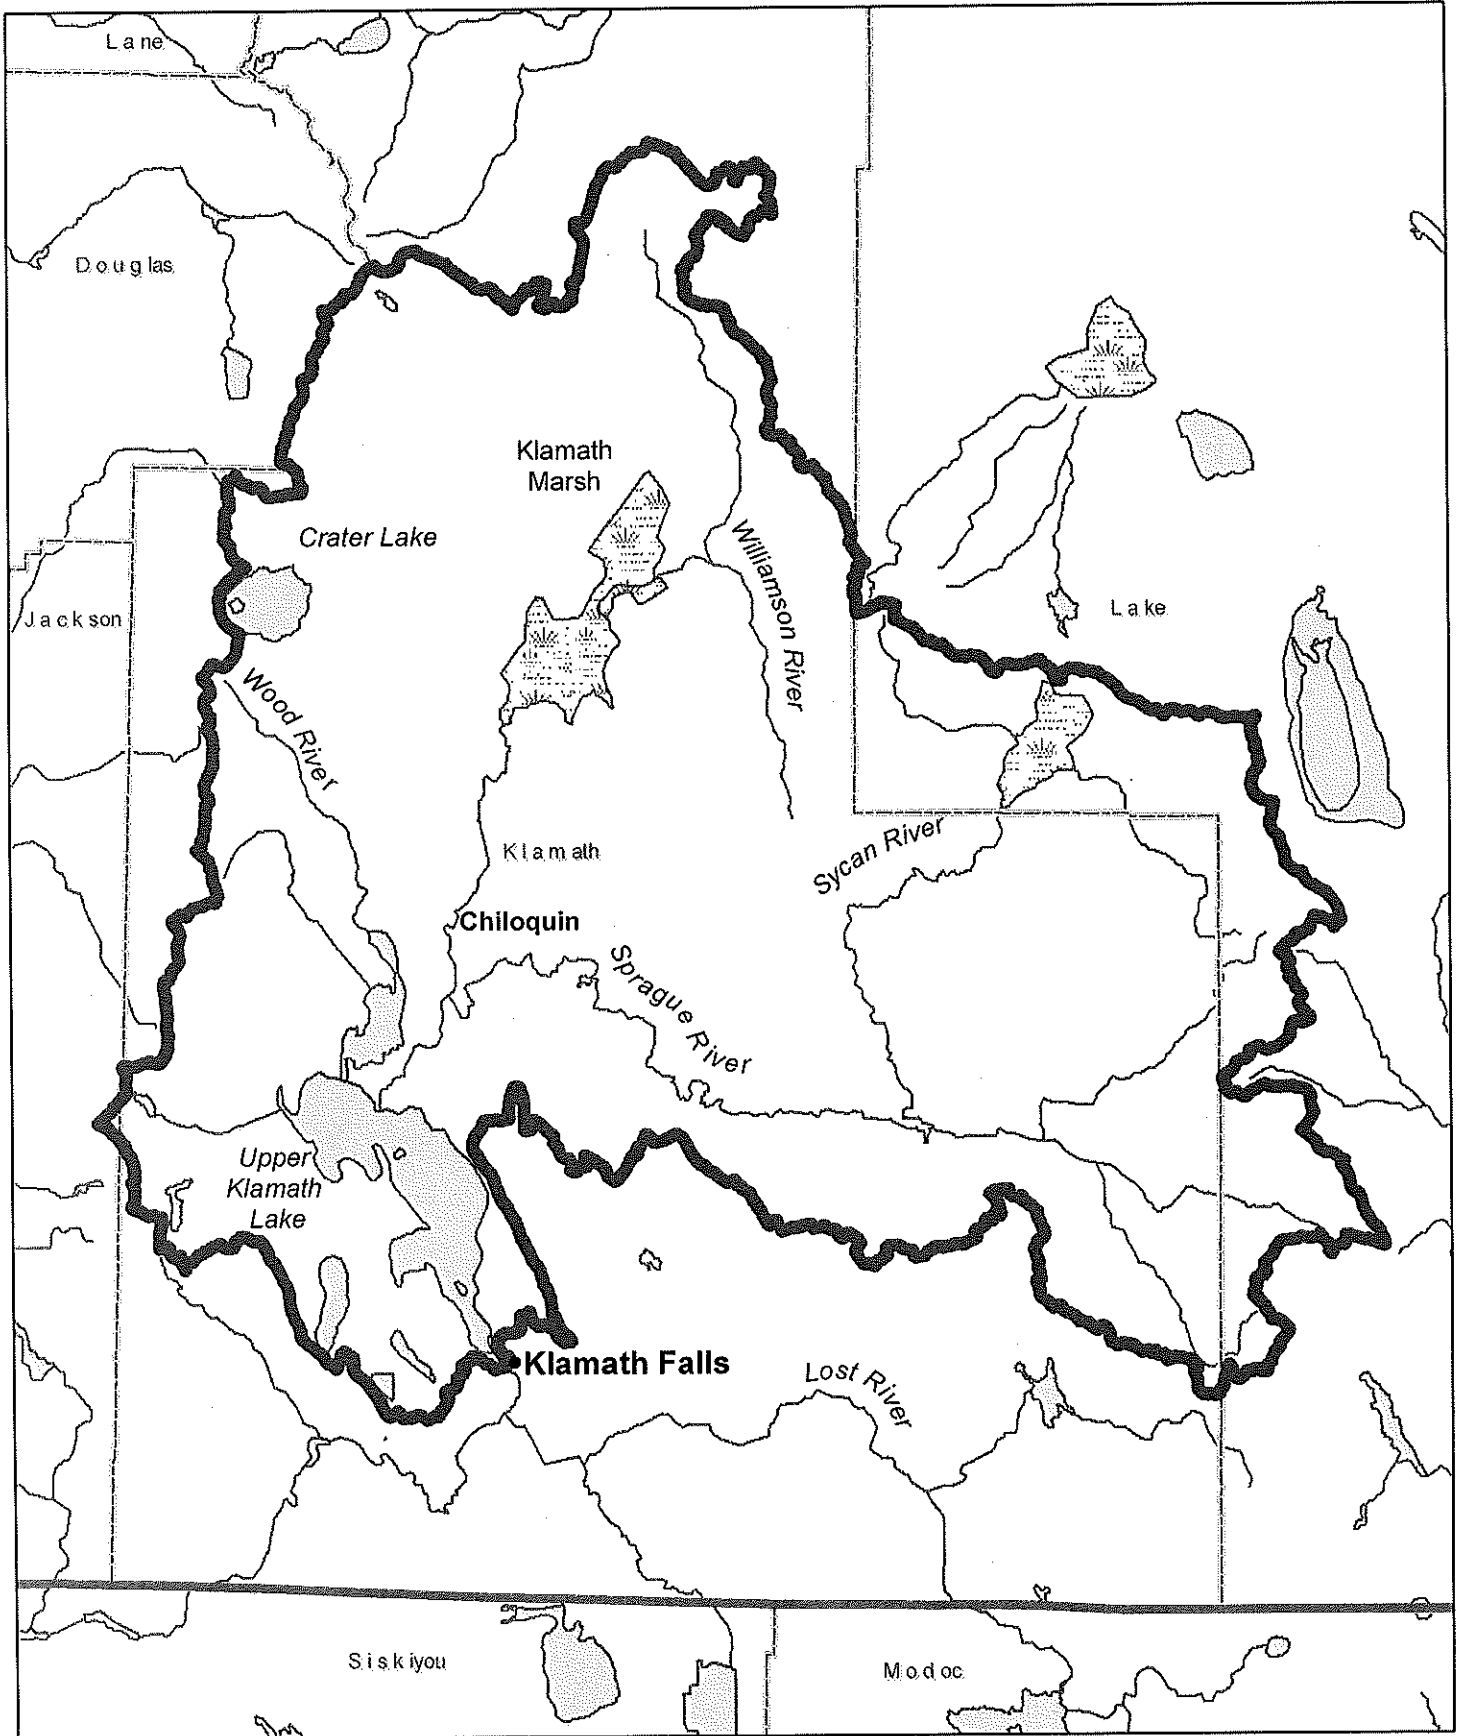 Lane
Douglas
Klamath
Marsh
Crater Lake
Williamson River
Jackson
Lake
Wood River
Sycan River
Klamath
Chiloquin
Sprague River
Upper
Klamath
Lake
Klamath Falls
Lost River
Siskiyou
Modoc